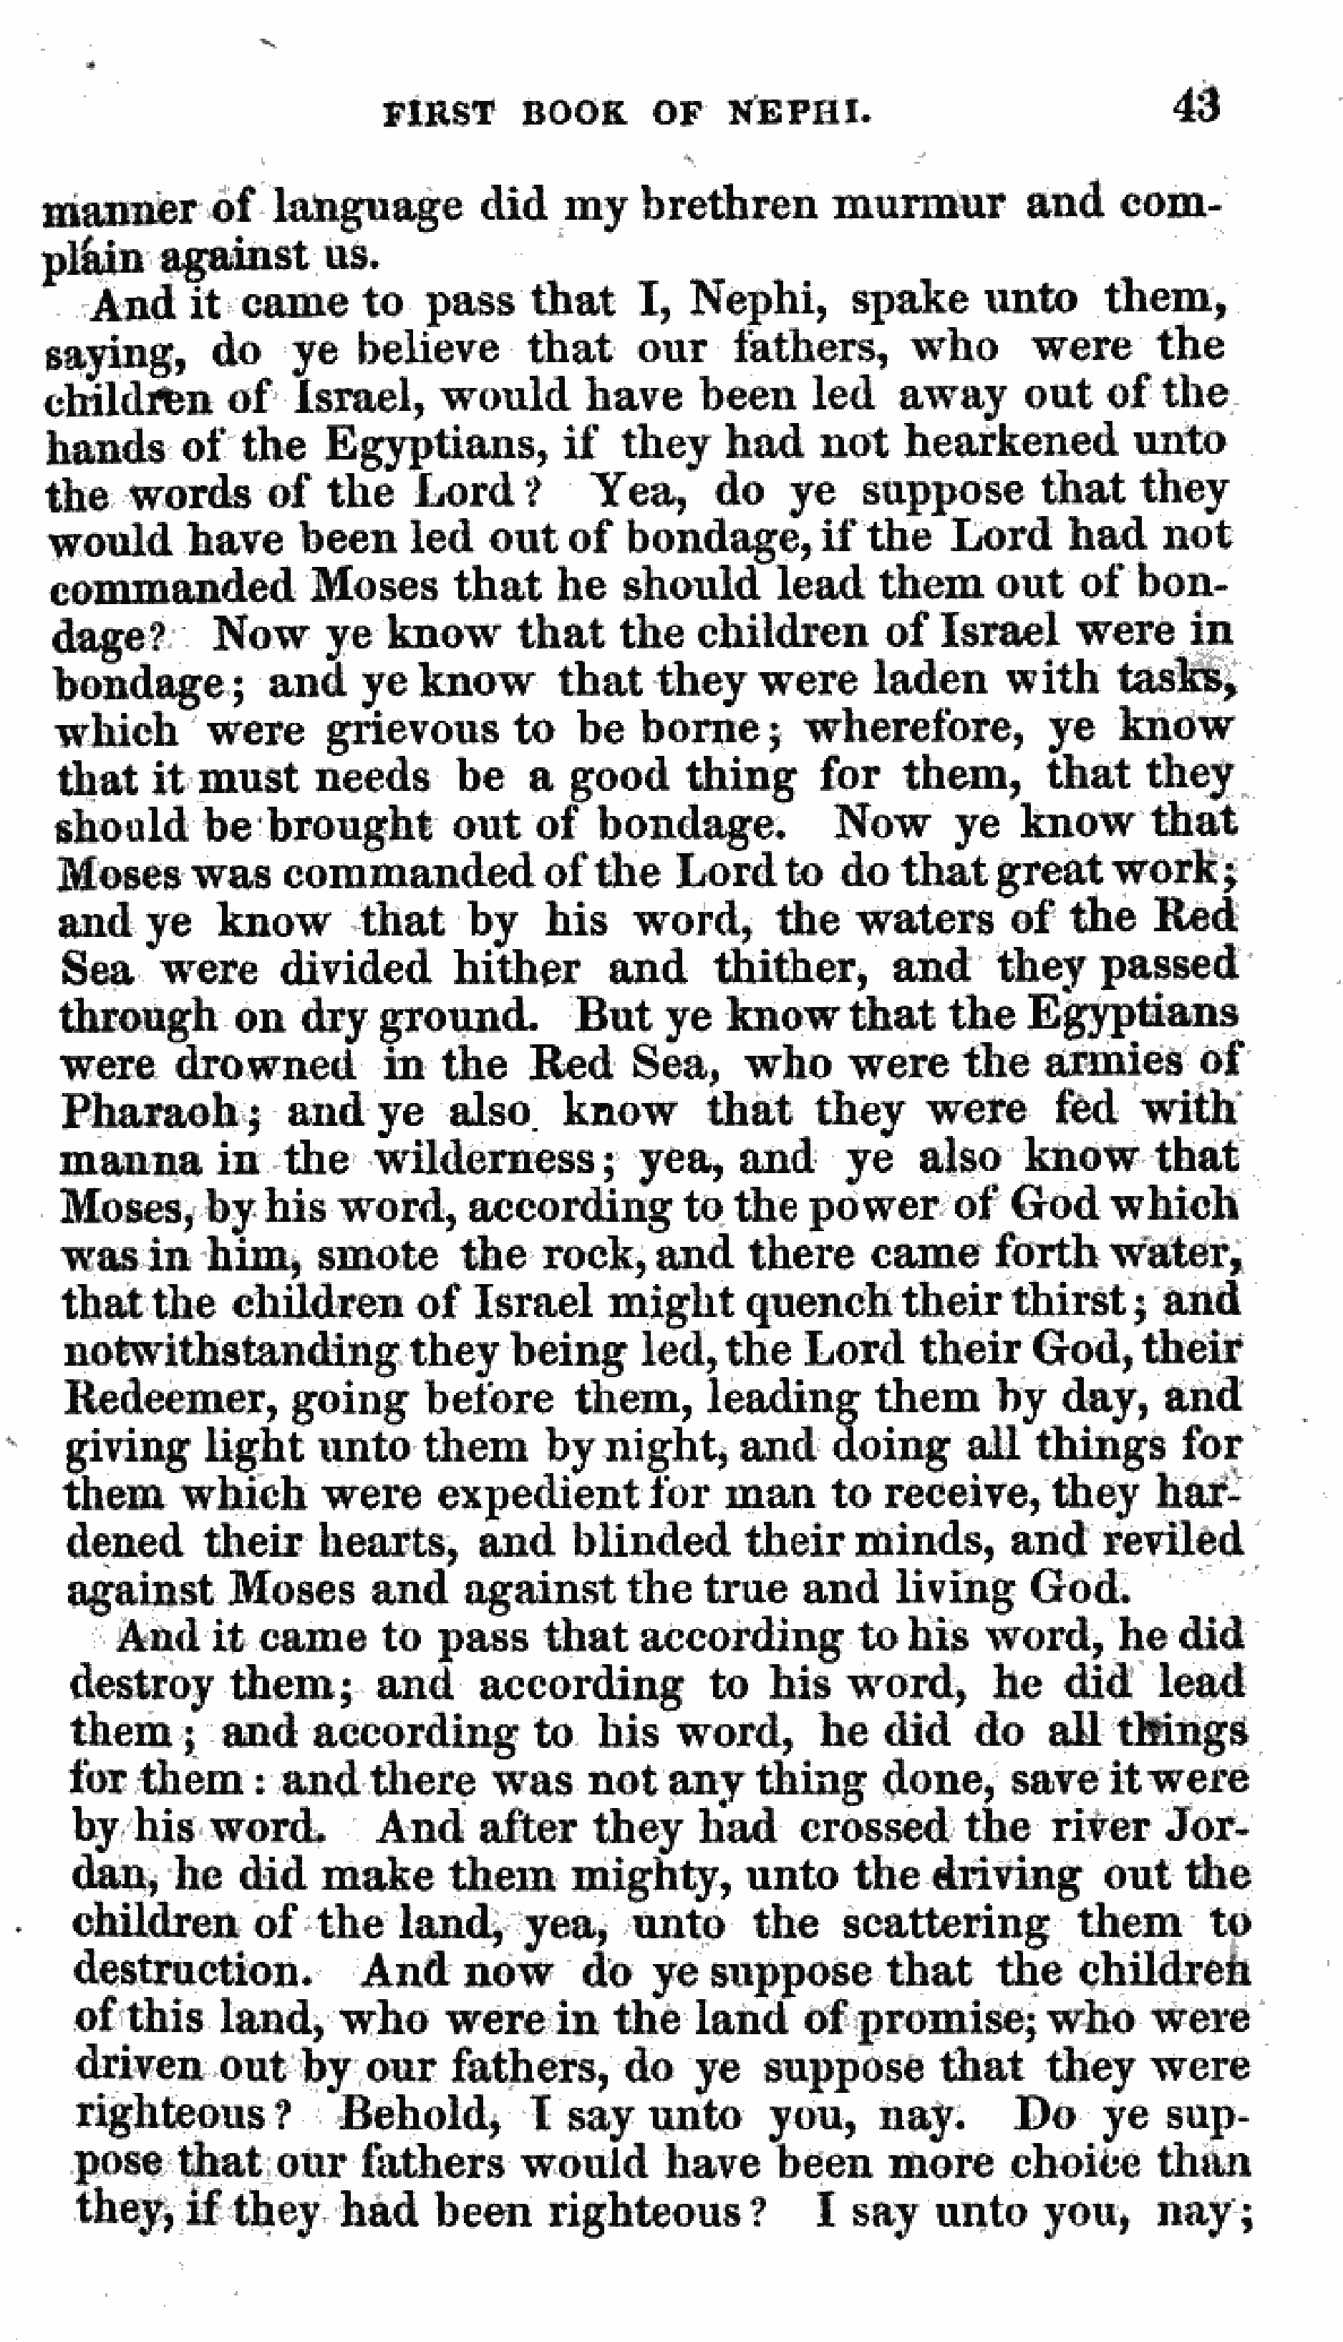 FIRST BOOK OF NEPHI. 43
manner of language did my brethren murmur and com-
plain against us.
And it came to pass that I, Nephi, spake unto them,
saying, do ye believe that our fathers, who were the
children of Israel, would have been led away out of the
hands of the Egyptians, if they had not hearkened unto
the words of the Lord? Yea, do ye suppose that they
would have been led out of bondage, if the Lord had not
commanded Moses that he should lead them out of bon-
dage? Now ye know that the children of Israel were in
bondage; and ye know that they were laden with tasks,
which were grievous to be borne; wherefore, ye know
that it must needs be a good thing for them, that they
should be brought out of bondage. Now ye know that
Moses was commanded of the Lord to do that great work;
and ye know that by his word, the waters of the Red
Sea were divided hither and thither, and they passed
through on dry ground. But ye know that the Egyptians
were drowned in the Red Sea, who were the armies of
Pharaoh; and ye also know that they were fed with
manna in the wilderness; yea, and ye also know that
Moses, by his word, according to the power of God which
was in him, smote the rock, and there came forth water,
that the children of Israel might quench their thirst; and
notwithstanding they being led, the Lord their God, their
Redeemer, going before them, leading them by day, and
giving light unto them by night, and doing all things for
them which were expedient for man to receive, they har-
dened their hearts, and blinded their minds, and reviled
against Moses and against the true and living God.
And it came to pass that according to his word, he did
destroy them; and according to his word, he did lead
them; and according to his word, he did do all things
for them: and there was not any thing done, save it were
by his word. And after they had crossed the river Jor-
dan, he did make them mighty, unto the driving out the
children of the land, yea, unto the scattering them to
destruction. And now do ye suppose that the children
of this land, who were in the land of promise; who were
driven out by our fathers, do ye suppose that they were
righteous? Behold, I say unto you, nay. Do ye sup-
pose that our fathers would have been more choice than
they, if they had been righteous? I say unto you, nay;